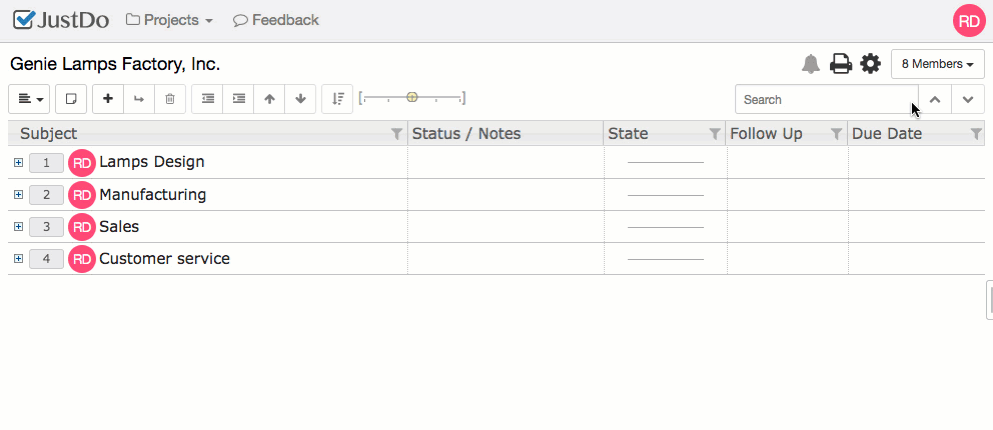 JustDo Projects Feedback RD
Genie Lamps Factory, Inc. 8 Members
Search
Subject Status / Notes State Follow Up Due Date
1 RD Lamps Design
2 RD Manufacturing
3 RD Sales
4 RD Customer service